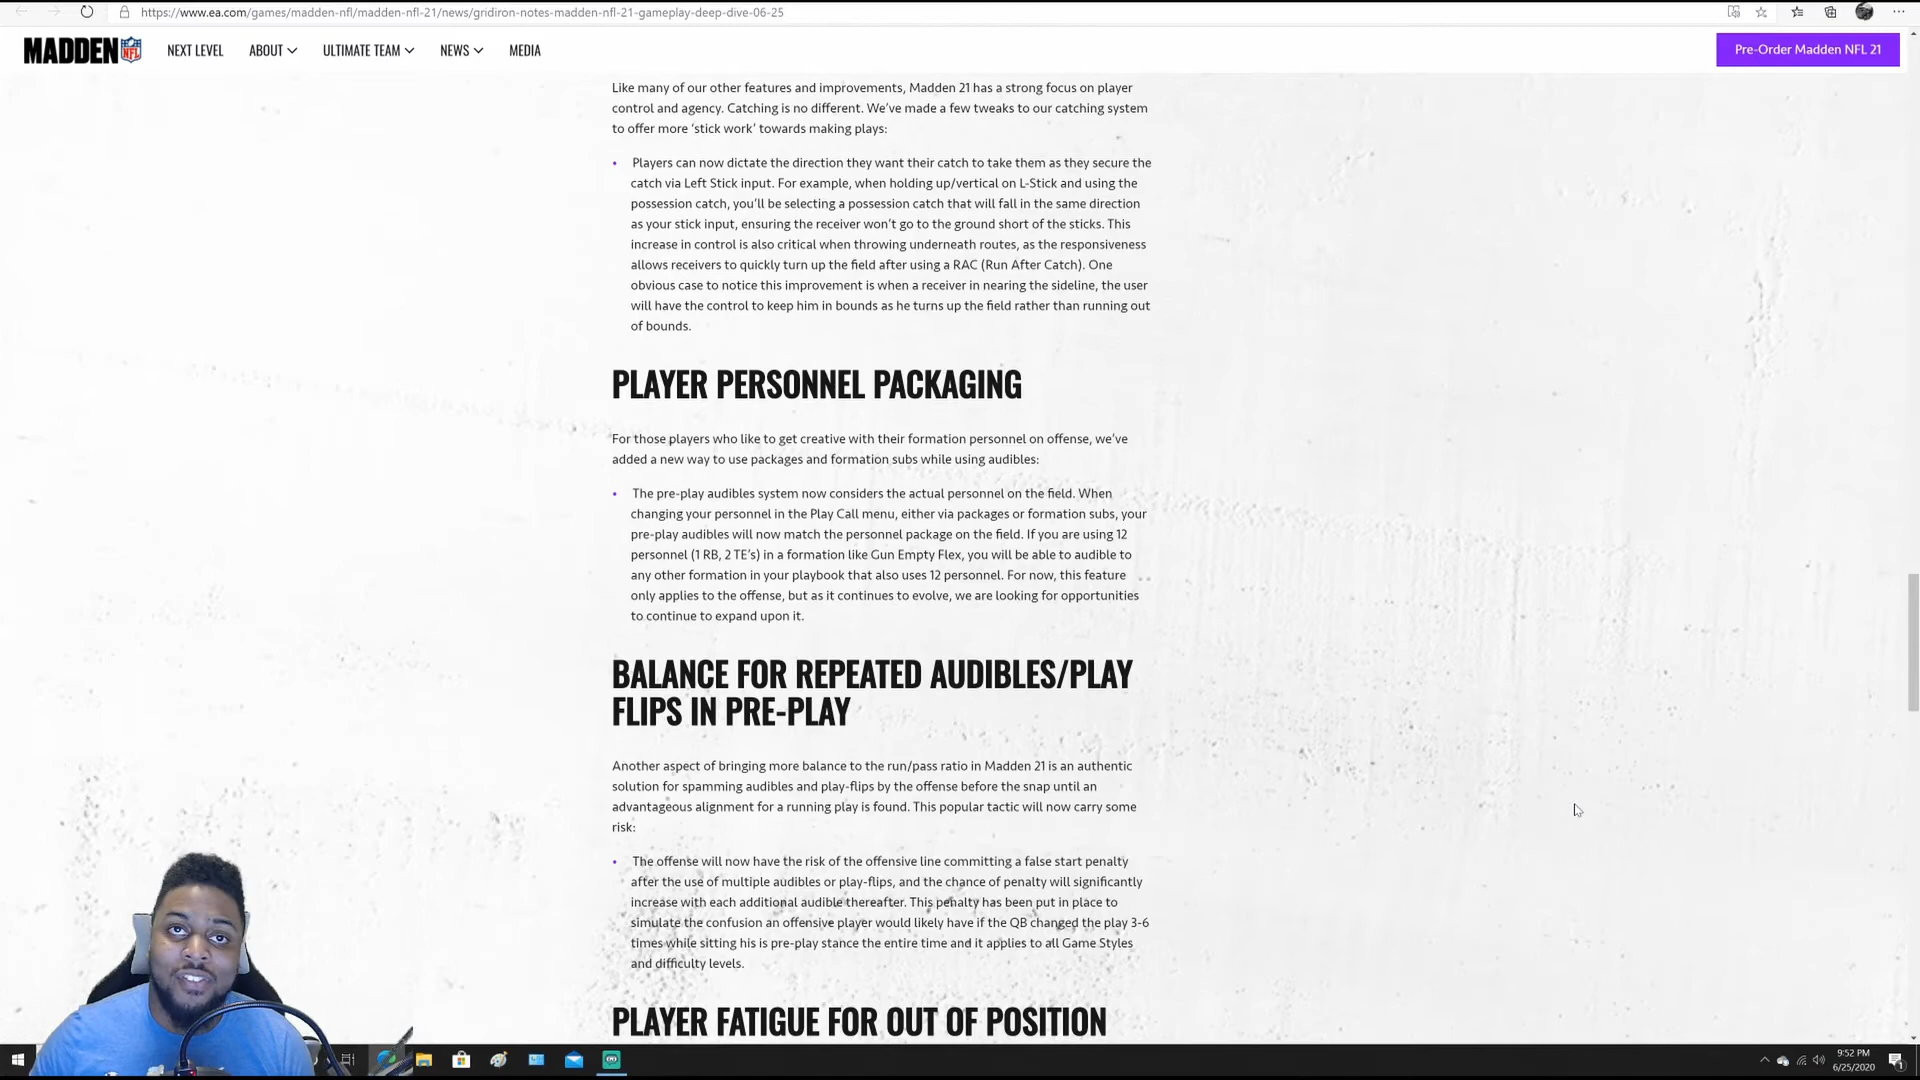 https://www.ea.com/games/madden-nfl/madden-nfl-21/news/gridiron-notes-madden-nfl-21-gameplay-deep-dive-06-25
MADDEN NFL NEXT LEVEL ABOUT ULTIMATE TEAM NEWS MEDIA Pre-Order Madden NFL 21
Like many of our other features and improvements, Madden 21 has a strong focus on player
control and agency. Catching is no different. We’ve made a few tweaks to our catching system
to offer more ‘stick work’ towards making plays:
• Players can now dictate the direction they want their catch to take them as they secure the
catch via Left Stick input. For example, when holding up/vertical on L-Stick and using the
possession catch, you’ll be selecting a possession catch that will fall in the same direction
as your stick input, ensuring the receiver won’t go to the ground short of the sticks. This
increase in control is also critical when throwing underneath routes, as the responsiveness
allows receivers to quickly turn up the field after using a RAC (Run After Catch). One
obvious case to notice this improvement is when a receiver in nearing the sideline, the user
will have the control to keep him in bounds as he turns up the field rather than running out
of bounds.
PLAYER PERSONNEL PACKAGING
For those players who like to get creative with their formation personnel on offense, we’ve
added a new way to use packages and formation subs while using audibles:
• The pre-play audibles system now considers the actual personnel on the field. When
changing your personnel in the Play Call menu, either via packages or formation subs, your
pre-play audibles will now match the personnel package on the field. If you are using 12
personnel (1 RB, 2 TE’s) in a formation like Gun Empty Flex, you will be able to audible to
any other formation in your playbook that also uses 12 personnel. For now, this feature
only applies to the offense, but as it continues to evolve, we are looking for opportunities
to continue to expand upon it.
BALANCE FOR REPEATED AUDIBLES/PLAY
FLIPS IN PRE-PLAY
Another aspect of bringing more balance to the run/pass ratio in Madden 21 is an authentic
solution for spamming audibles and play-flips by the offense before the snap until an
advantageous alignment for a running play is found. This popular tactic will now carry some
risk:
• The offense will now have the risk of the offensive line committing a false start penalty
after the use of multiple audibles or play-flips, and the chance of penalty will significantly
increase with each additional audible thereafter. This penalty has been put in place to
simulate the confusion an offensive player would likely have if the QB changed the play 3-6
times while sitting his is pre-play stance the entire time and it applies to all Game Styles
and difficulty levels.
PLAYER FATIGUE FOR OUT OF POSITION
9:52 PM
6/25/2020